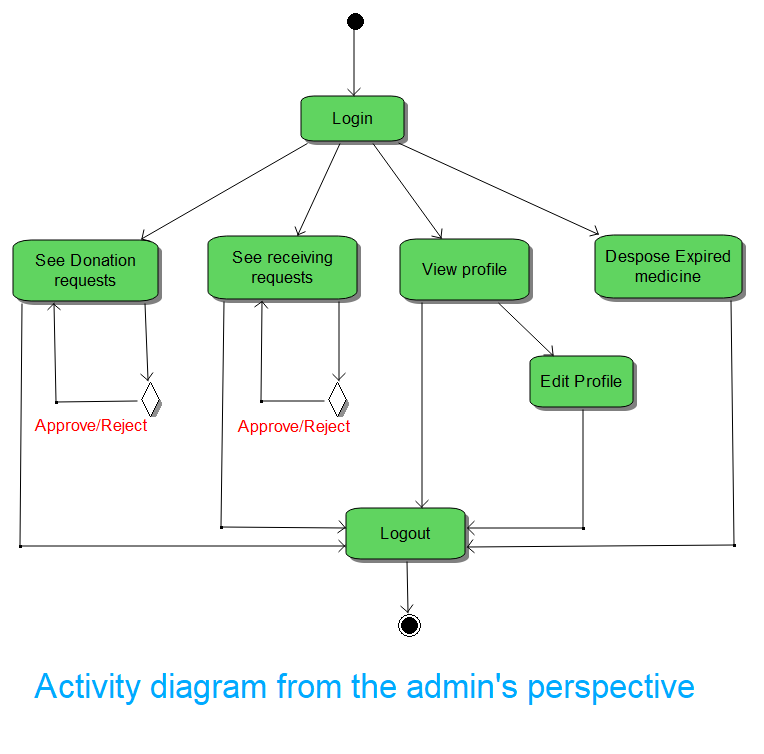 Login
See Donation
requests
See receiving
requests
View profile
Despose Expired
medicine
Edit Profile
Approve/Reject
Approve/Reject
Logout
Activity diagram from the admin's perspective